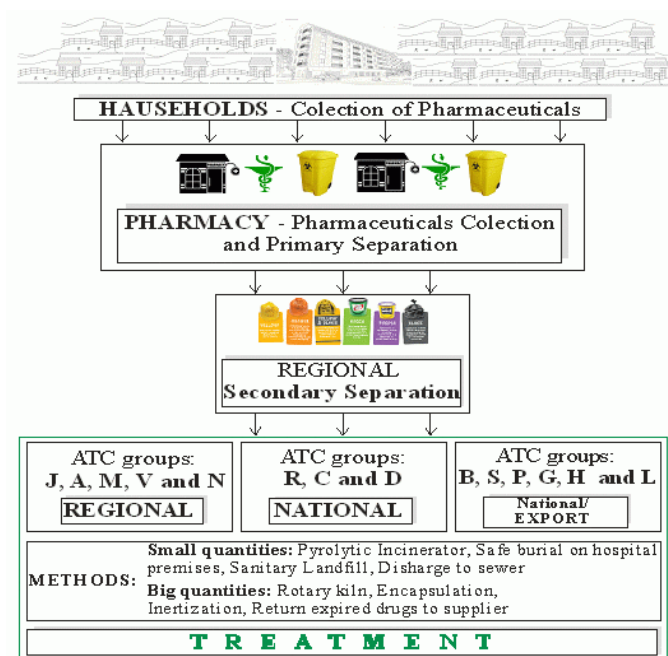 HAUSEHOLDS - Colection of Pharmaceuticals
PHARMACY - Pharmaceuticals Colection
and Primary Separation
REGIONAL
Secondary Separation
ATC groups:
J, A, M, V and N
REGIONAL
ATC groups:
R, C and D
NATIONAL
ATC groups:
B, S, P, G, H and L
National/
EXPORT
METHODS:
Small quantities: Pyrolytic Incinerator, Safe burial on hospital
premises, Sanitary Landfill, Disharge to sewer
Big quantities: Rotary kiln, Encapsulation,
Inertization, Return expired drugs to supplier
TREATMENT